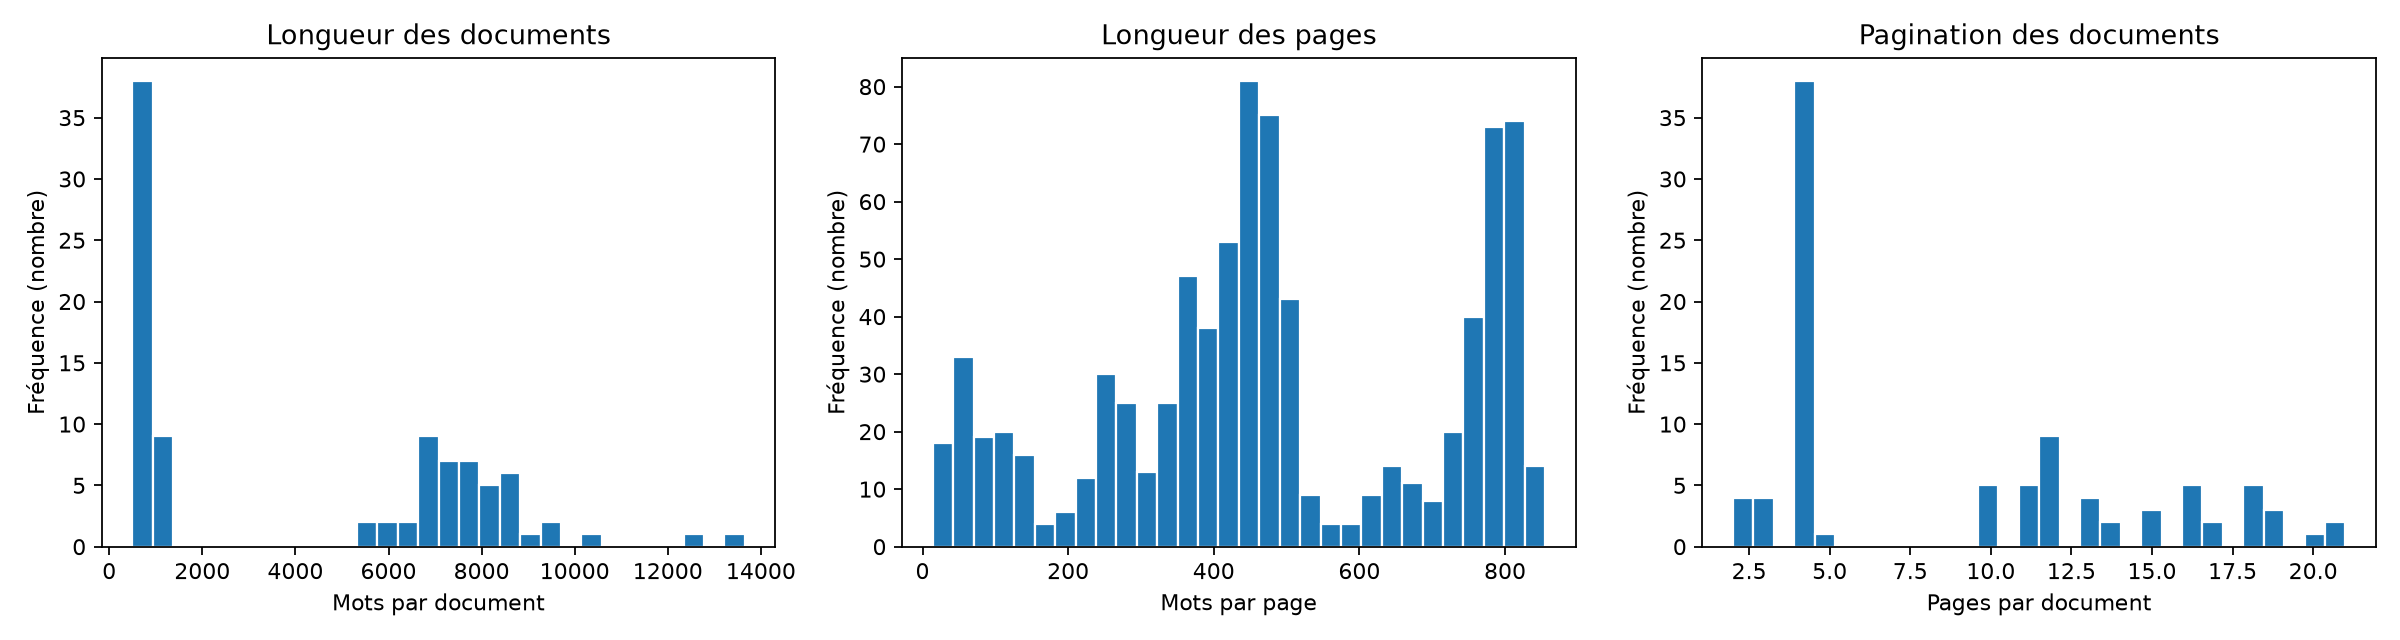 Longueur des documents
Fréquence (nombre)
35
30
25
20
15
10
5
0
0 2000 4000 6000 8000 10000 12000 14000
Mots par document
Longueur des pages
Fréquence (nombre)
80
70
60
50
40
30
20
10
0
0 200 400 600 800
Mots par page
Pagination des documents
Fréquence (nombre)
35
30
25
20
15
10
5
0
2.5 5.0 7.5 10.0 12.5 15.0 17.5 20.0
Pages par document